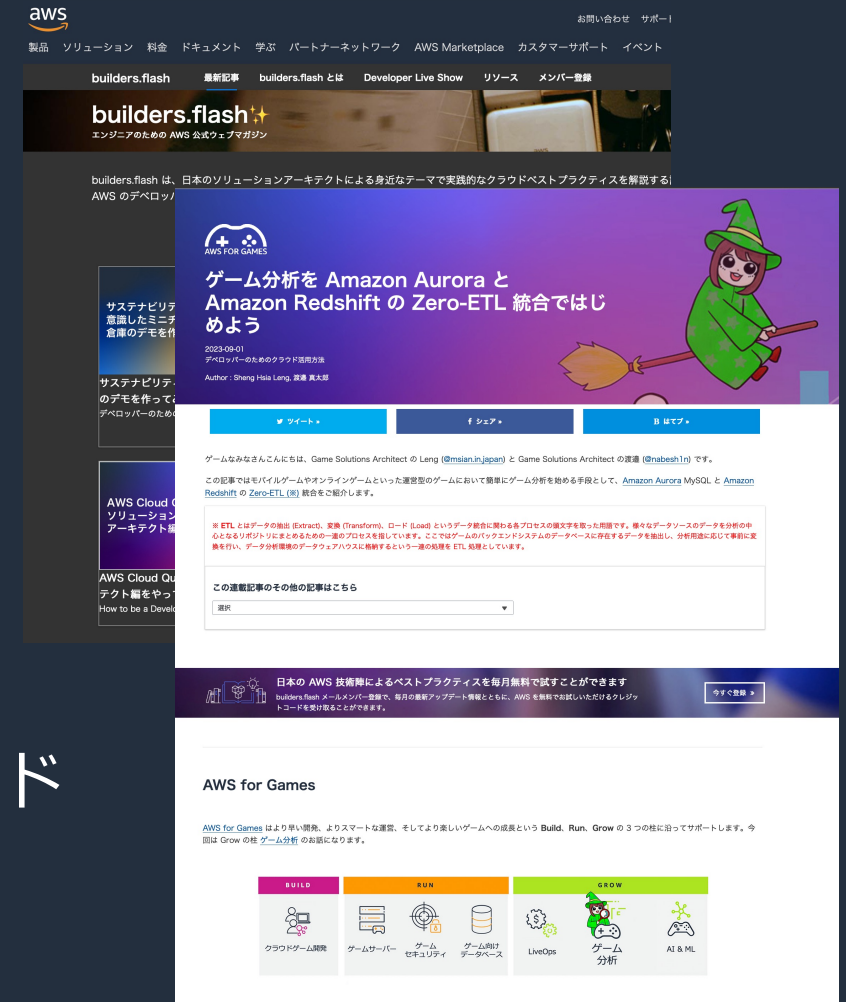 aws
お問い合わせ サポート
製品 ソリューション 料金 ドキュメント 学ぶ パートナーネットワーク AWS Marketplace カスタマーサポート イベント
builders.flash 最新記事 builders.flash とは Developer Live Show リソース メンバー登録
builders.flash✨
エンジニアのための AWS 公式ウェブマガジン
builders.flash は、日本のソリューションアーキテクトによる身近なテーマで実践的なクラウドベストプラクティスを解説する
AWS のデベロッパ
サステナビリテ
意識したミニチ
倉庫のデモを作
サステナビリティ
のデモを作って
デベロッパーのため
AWS Cloud
ソリューション
アーキテクト編
AWS Cloud Qu
テクト編をやっ
How to be a Devel
AWS FOR GAMES
ゲーム分析を Amazon Aurora と
Amazon Redshift の Zero-ETL 統合ではじ
めよう
2023-09-01
デベロッパーのためのクラウド活用方法
Author : Sheng Hsia Leng, 渡邉 真太郎
ツイート »
f シェア »
B! はてブ »
ゲームなみなさんこんにちは、Game Solutions Architect の Leng (@msian.in.japan) と Game Solutions Architect の渡邉 (@nabesh1n) です。
この記事ではモバイルゲームやオンラインゲームといった運営型のゲームにおいて簡単にゲーム分析を始める手段として、Amazon Aurora MySQL と Amazon
Redshift の Zero-ETL (※) 統合をご紹介します。
※ ETL とはデータの抽出 (Extract)、変換 (Transform)、ロード (Load) というデータ統合に関わる各プロセスの頭文字を取った用語です。様々なデータソースのデータを分析の中
心となるリポジトリにまとめるための一連のプロセスを指しています。ここではゲームのバックエンドシステムのデータベースに存在するデータを抽出し、分析用途に応じて事前に変
換を行い、データ分析環境のデータウェアハウスに格納するという一連の処理を ETL 処理としています。
この連載記事のその他の記事はこちら
選択
日本の AWS 技術陣によるベストプラクティスを毎月無料で試すことができます
builders.flash メールメンバー登録で、毎月の最新アップデート情報とともに、AWS を無料でお試しいただけるクレジッ
トコードを受け取ることができます。
今すぐ登録 »
ド
AWS for Games
AWS for Games はより早い開発、よりスマートな運営、そしてより楽しいゲームへの成長という Build、Run、Grow の 3 つの柱に沿ってサポートします。今
回は Grow の柱 ゲーム分析 のお話になります。
BUILD RUN GROW
クラウドゲーム開発 ゲームサーバー ゲーム
セキュリティ ゲーム向け
データベース LiveOps ゲーム
分析 AI & ML